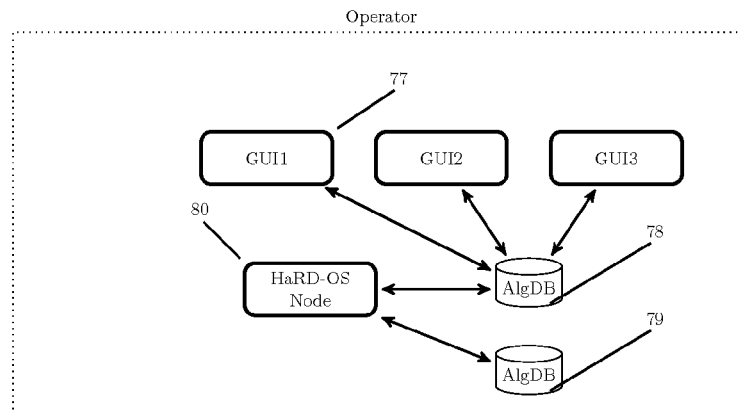 Operator
77
GUI1
GUI2
GUI3
80
78
HaRD-OS
Node
AlgDB
79
AlgDB